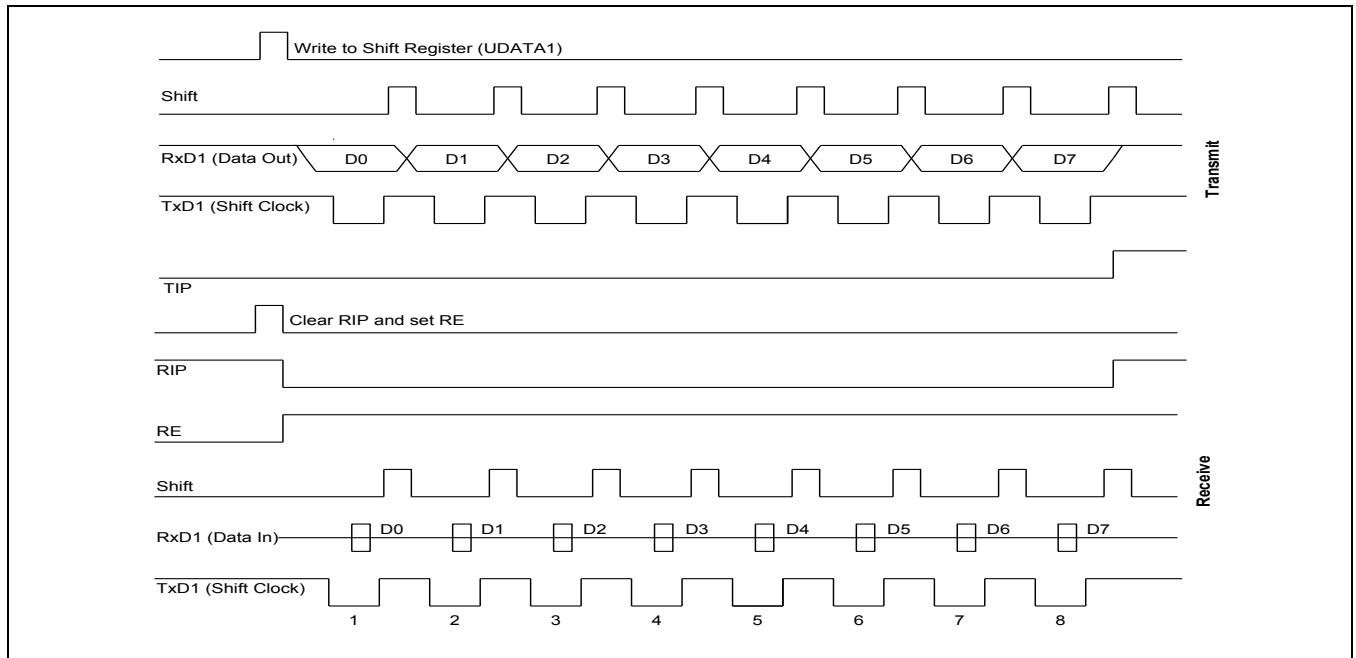 Write to Shift Register (UDATA1)
Shift
RxD1 (Data Out) D0 D1 D2 D3 D4 D5 D6 D7
TxD1 (Shift Clock)
TIP
Transmit
Clear RIP and set RE
RIP
RE
Shift
RxD1 (Data In) D0 D1 D2 D3 D4 D5 D6 D7
TxD1 (Shift Clock)
1 2 3 4 5 6 7 8
Receive